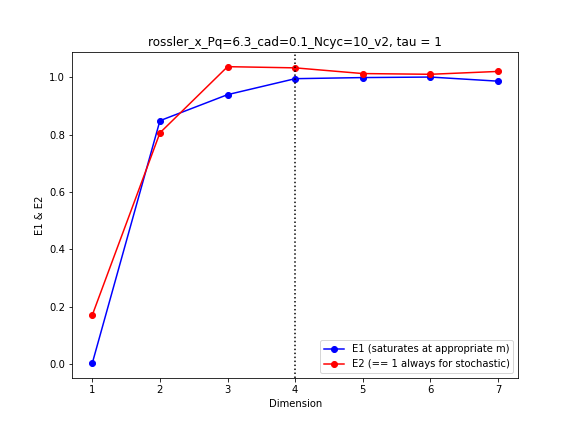 rossler_x_Pq=6.3_cad=0.1_Ncyc=10_v2, tau = 1
1.0
0.8
0.6
0.4
0.2
0.0
E1 & E2
E1 (saturates at appropriate m)
E2 (== 1 always for stochastic)
1 2 3 4 5 6 7
Dimension